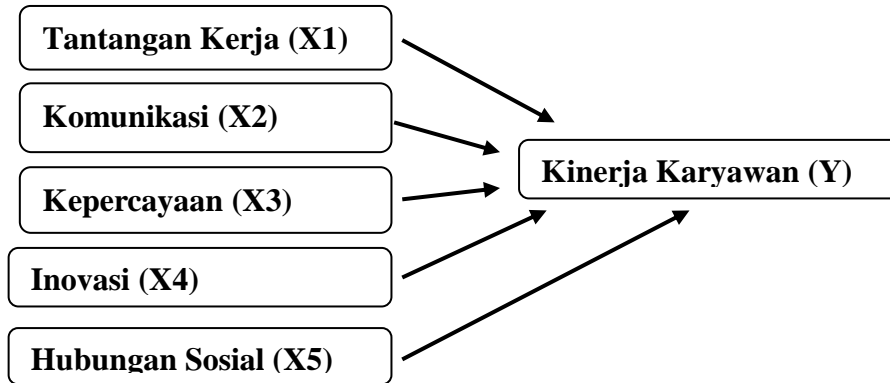 Tantangan Kerja (X1)
Komunikasi (X2)
Kinerja Karyawan (Y)
Kepercayaan (X3)
Inovasi (X4)
Hubungan Sosial (X5)